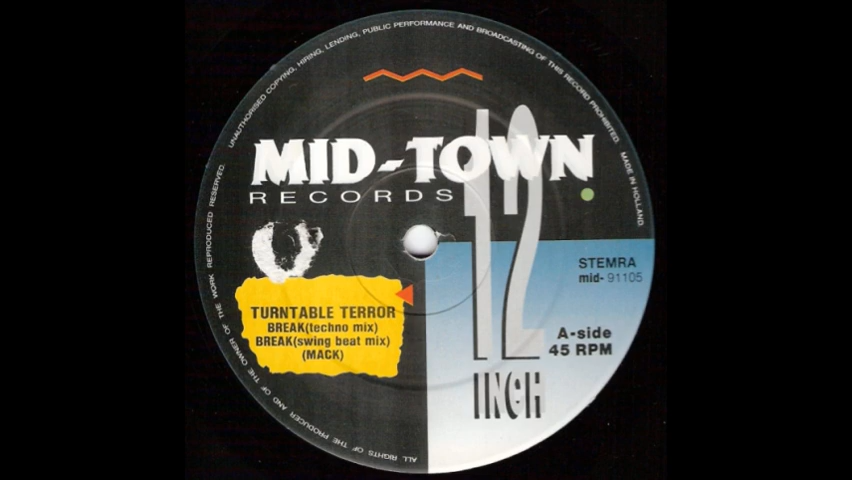 UNAUTHORISED COPYING, HIRING, LENDING, PUBLIC PERFORMANCE AND BROADCASTING OF THIS RECORD PROHIBITED. MADE IN HOLLAND.
MID-TOWN
RECORDS
12
INCH
STEMRA
mid- 91105
A-side
45 RPM
TURNTABLE TERROR
BREAK(techno mix)
BREAK(swing beat mix)
(MACK)
ALL RIGHTS OF THE PRODUCER AND OF THE OWNER OF THE WORK REPRODUCED RESERVED.